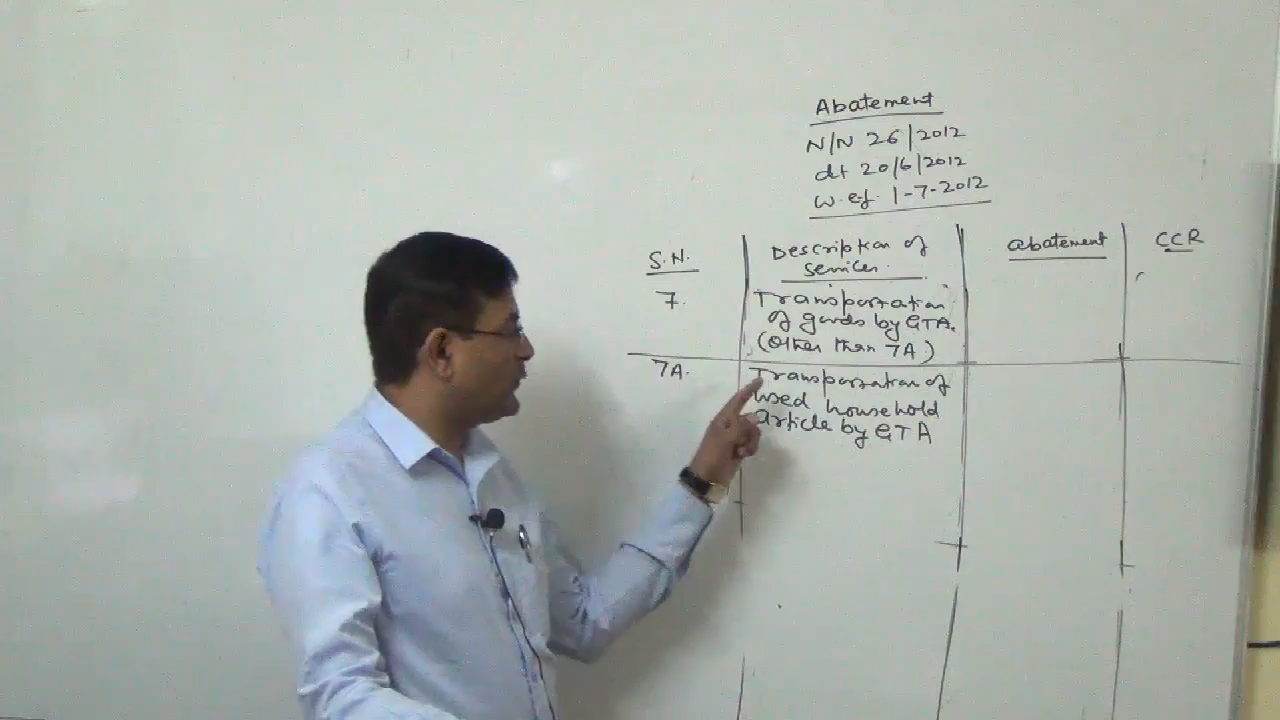 Abatement
N/N 26/2012
dt 20/6/2012
w.e.f. 1-7-2012
S.N.
Description of
services.
abatement
CCR
7.
Transportation
of goods by GTA.
(Other than 7A)
7A.
Transportation of
used household
article by GTA